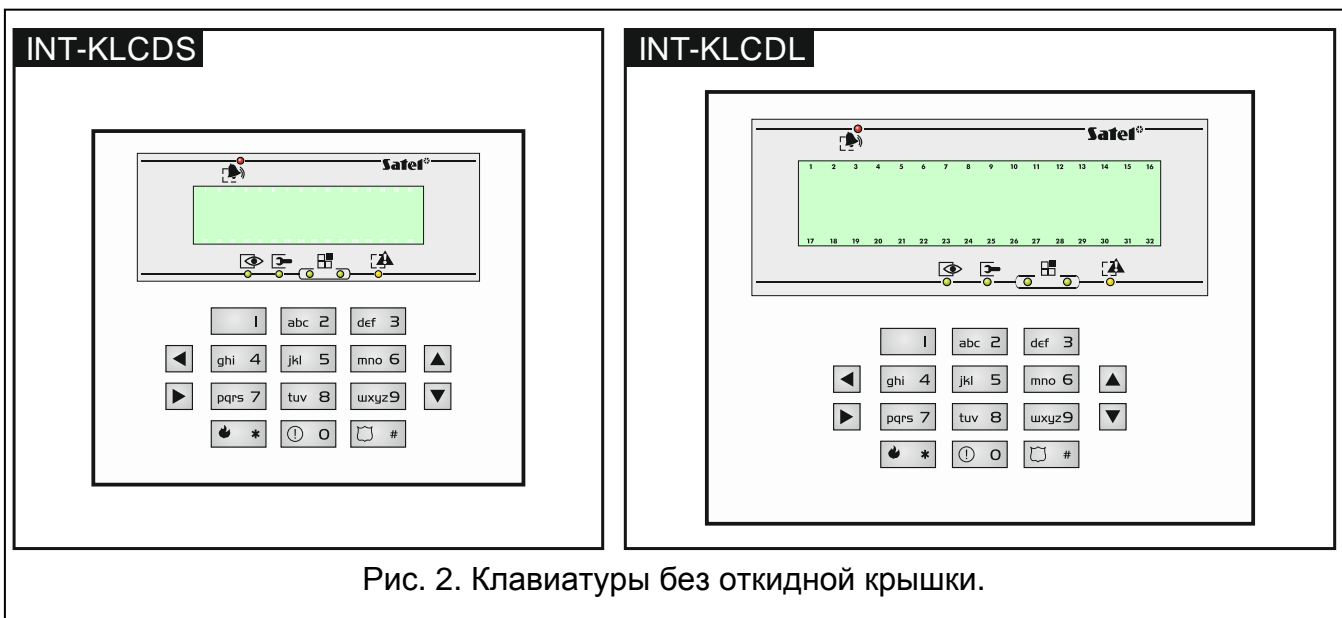 INT-KLCDS
Satel
1
abc 2 def 3
ghi 4 jkl 5 mno 6
pqrs 7 tuv 8 wxyz9
* 0 #
INT-KLCDL
Satel
1 2 3 4 5 6 7 8 9 10 11 12 13 14 15 16
17 18 19 20 21 22 23 24 25 26 27 28 29 30 31 32
1 abc 2 def 3
ghi 4 jkl 5 mno 6
pqrs 7 tuv 8 wxyz9
* 0 #
Рис. 2. Клавиатуры без откидной крышки.